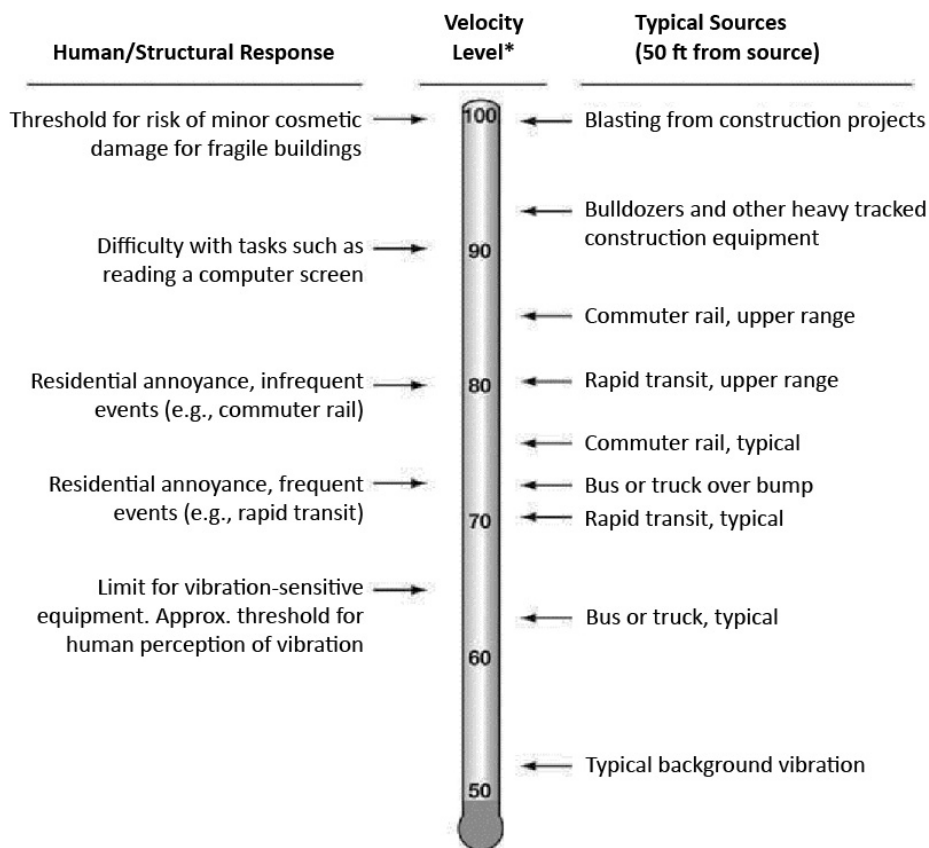 Human/Structural Response
Velocity
Level*
Typical Sources
(50 ft from source)
Threshold for risk of minor cosmetic
damage for fragile buildings
100
Blasting from construction projects
Bulldozers and other heavy tracked
construction equipment
Difficulty with tasks such as
reading a computer screen
90
Commuter rail, upper range
Residential annoyance, infrequent
events (e.g., commuter rail)
80
Rapid transit, upper range
Commuter rail, typical
Residential annoyance, frequent
events (e.g., rapid transit)
Bus or truck over bump
70
Rapid transit, typical
Limit for vibration-sensitive
equipment. Approx. threshold for
human perception of vibration
Bus or truck, typical
60
Typical background vibration
50